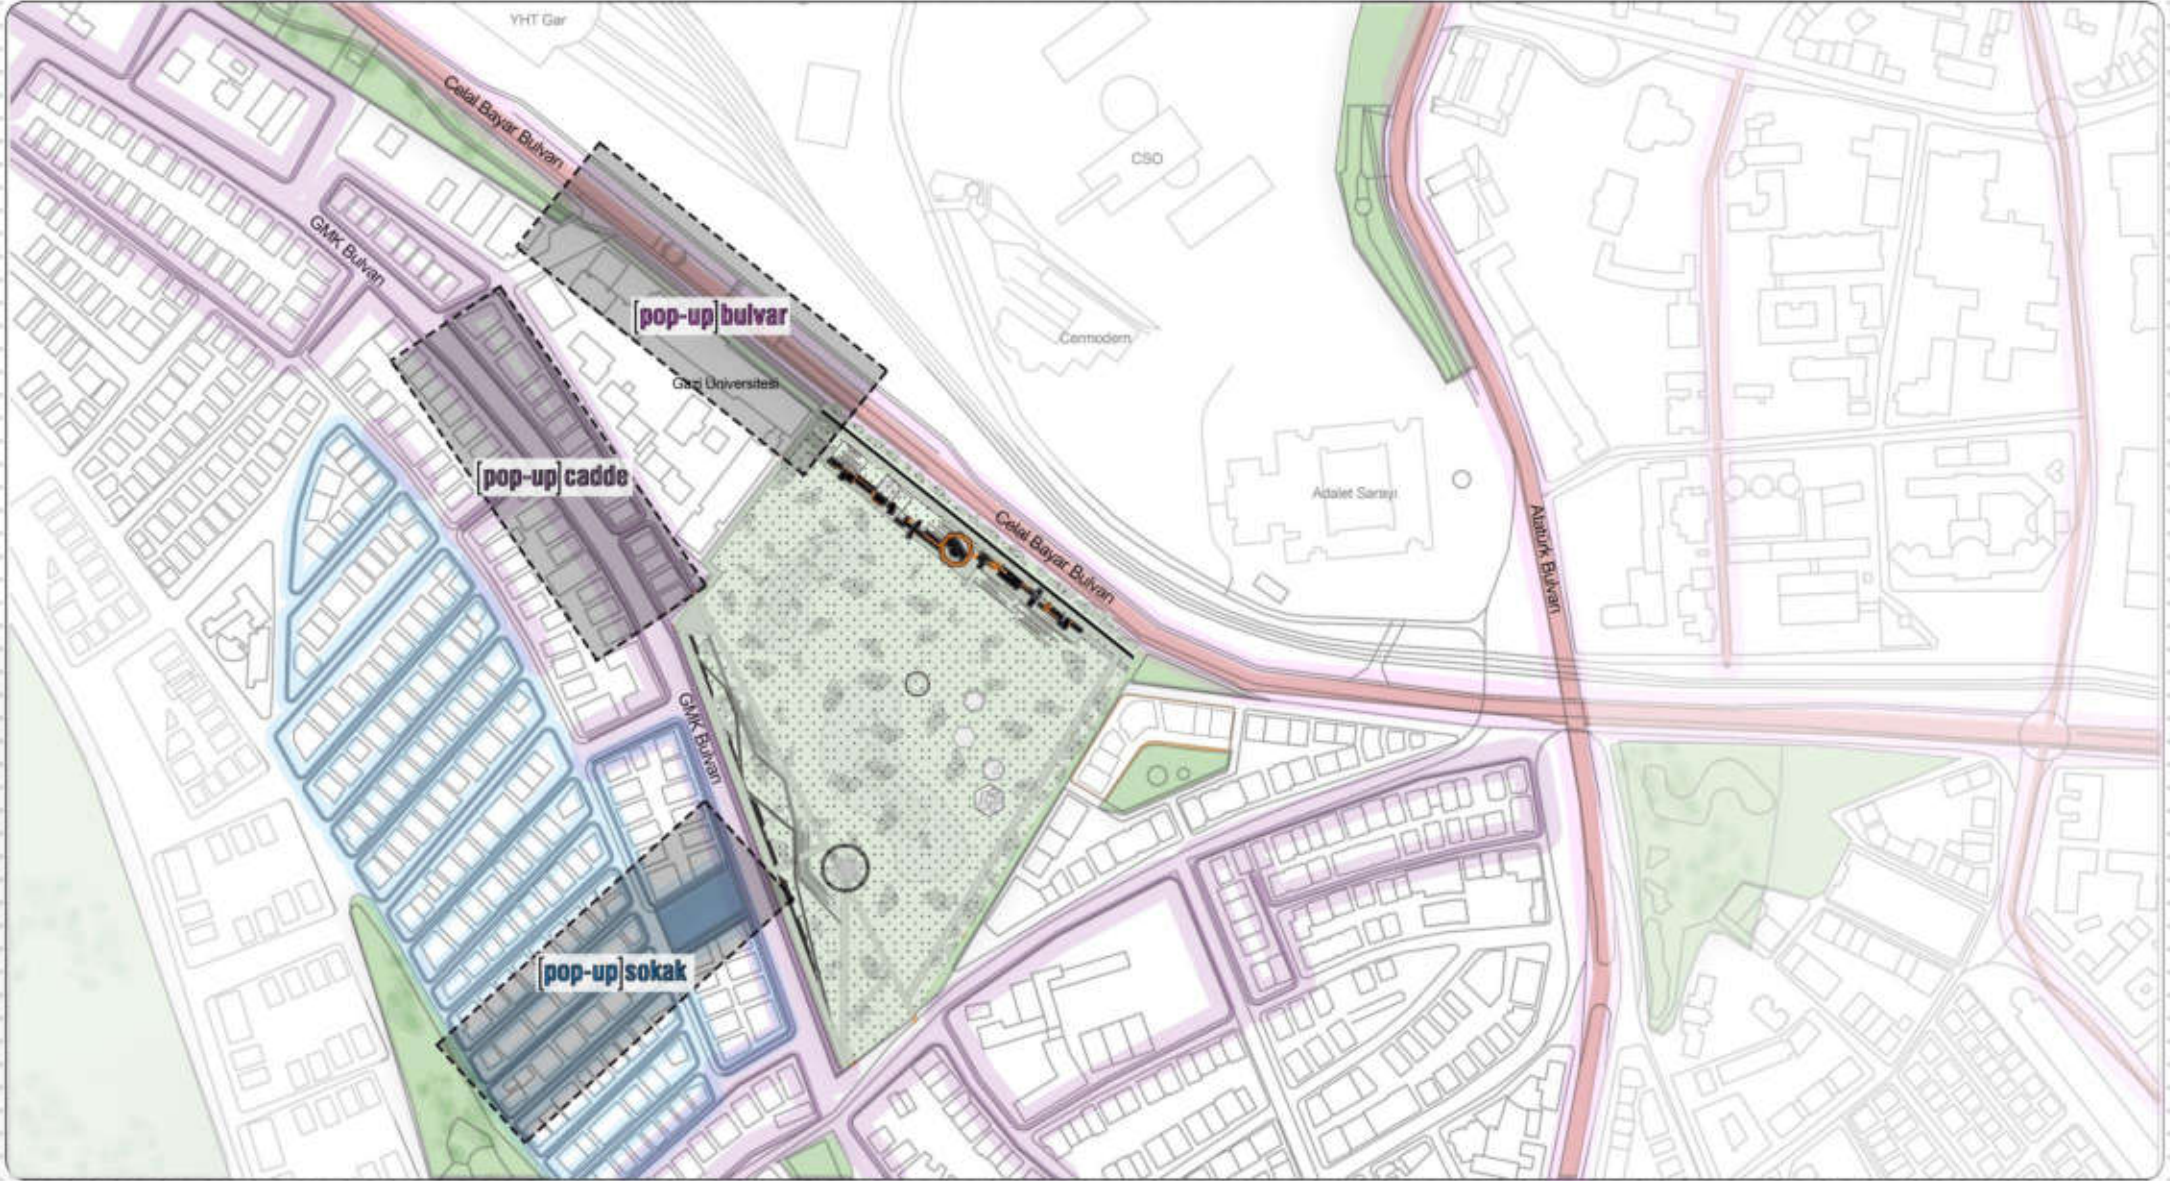 YHT Gar
Celal Bayar Bulvarı
CSO
GMK Bulvarı
[pop-up]bulvar
Cermodern
Gazi Üniversitesi
[pop-up]cadde
Adalet Sarayı
Celal Bayar Bulvarı
Atatürk Bulvarı
GMK Bulvarı
[pop-up]sokak